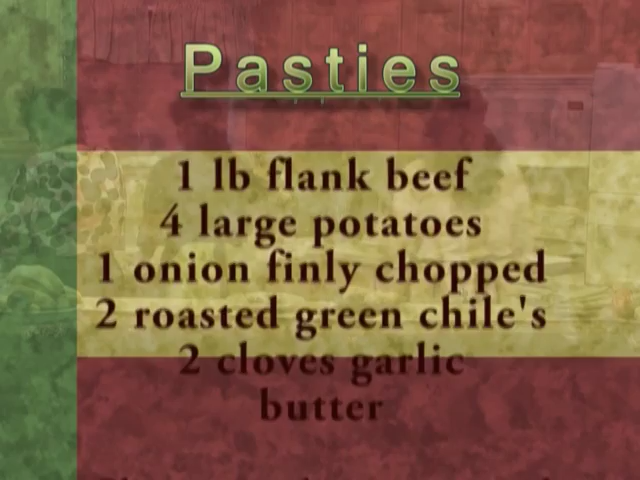 Pasties
1 lb flank beef
4 large potatoes
1 onion finly chopped
2 roasted green chile's
2 cloves garlic
butter